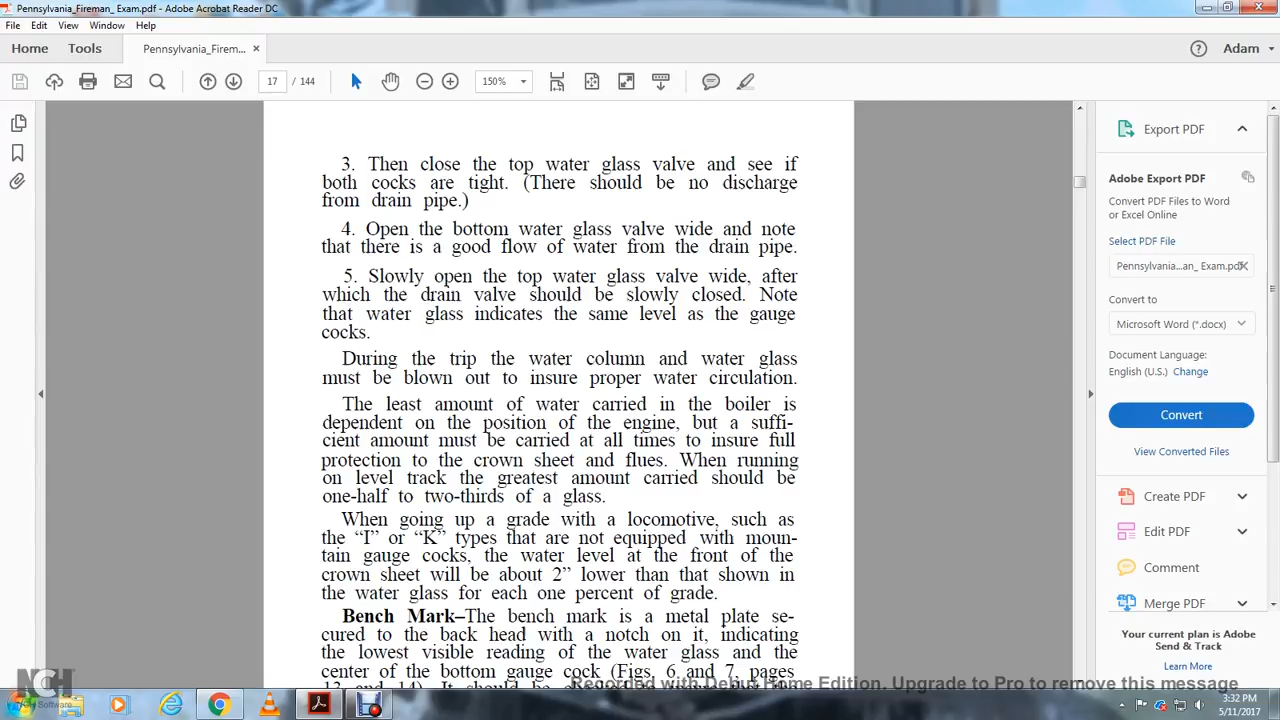 Pennsylvania_Fireman_ Exam.pdf - Adobe Acrobat Reader DC
File Edit View Window Help
Home Tools Pennsylvania_Firem... × Adam
17 / 144 150%
3. Then close the top water glass valve and see if
both cocks are tight. (There should be no discharge
from drain pipe.)
4. Open the bottom water glass valve wide and note
that there is a good flow of water from the drain pipe.
5. Slowly open the top water glass valve wide, after
which the drain valve should be slowly closed. Note
that water glass indicates the same level as the gauge
cocks.
During the trip the water column and water glass
must be blown out to insure proper water circulation.
The least amount of water carried in the boiler is
dependent on the position of the engine, but a suffi-
cient amount must be carried at all times to insure full
protection to the crown sheet and flues. When running
on level track the greatest amount carried should be
one-half to two-thirds of a glass.
When going up a grade with a locomotive, such as
the “I” or “K” types that are not equipped with moun-
tain gauge cocks, the water level at the front of the
crown sheet will be about 2” lower than that shown in
the water glass for each one percent of grade.
Bench Mark–The bench mark is a metal plate se-
cured to the back head with a notch on it, indicating
the lowest visible reading of the water glass and the
center of the bottom gauge cock (Figs. 6 and 7, pages
13 and 14). It should be
Export PDF
Adobe Export PDF
Convert PDF Files to Word
or Excel Online
Select PDF File
Pennsylvania...an_ Exam.pdf
Convert to
Microsoft Word (*.docx)
Document Language:
English (U.S.) Change
Convert
View Converted Files
Create PDF
Edit PDF
Comment
Merge PDF
Your current plan is Adobe
Send & Track
Learn More
NCH
NCH Software
Recorded with Debut Home Edition. Upgrade to Pro to remove this message
3:32 PM
5/11/2017